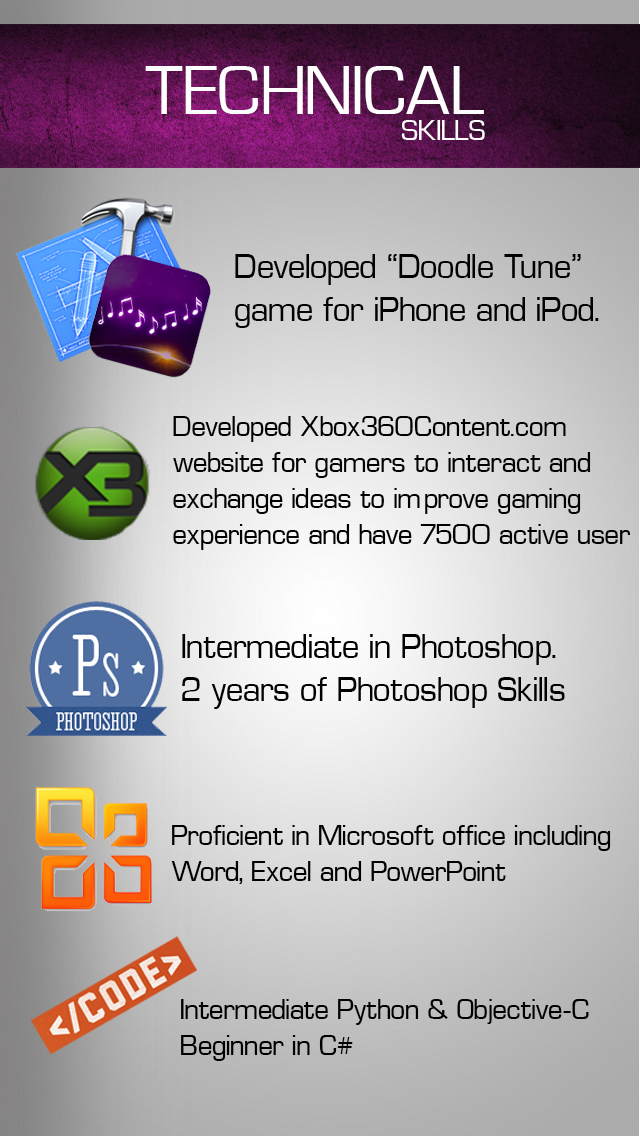 TECHNICAL
SKILLS
Developed “Doodle Tune”
game for iPhone and iPod.
X3
Developed Xbox360Content.com
website for gamers to interact and
exchange ideas to improve gaming
experience and have 7500 active user
Ps
PHOTOSHOP
Intermediate in Photoshop.
2 years of Photoshop Skills
Proficient in Microsoft office including
Word, Excel and PowerPoint
</CODE>
Intermediate Python & Objective-C
Beginner in C#